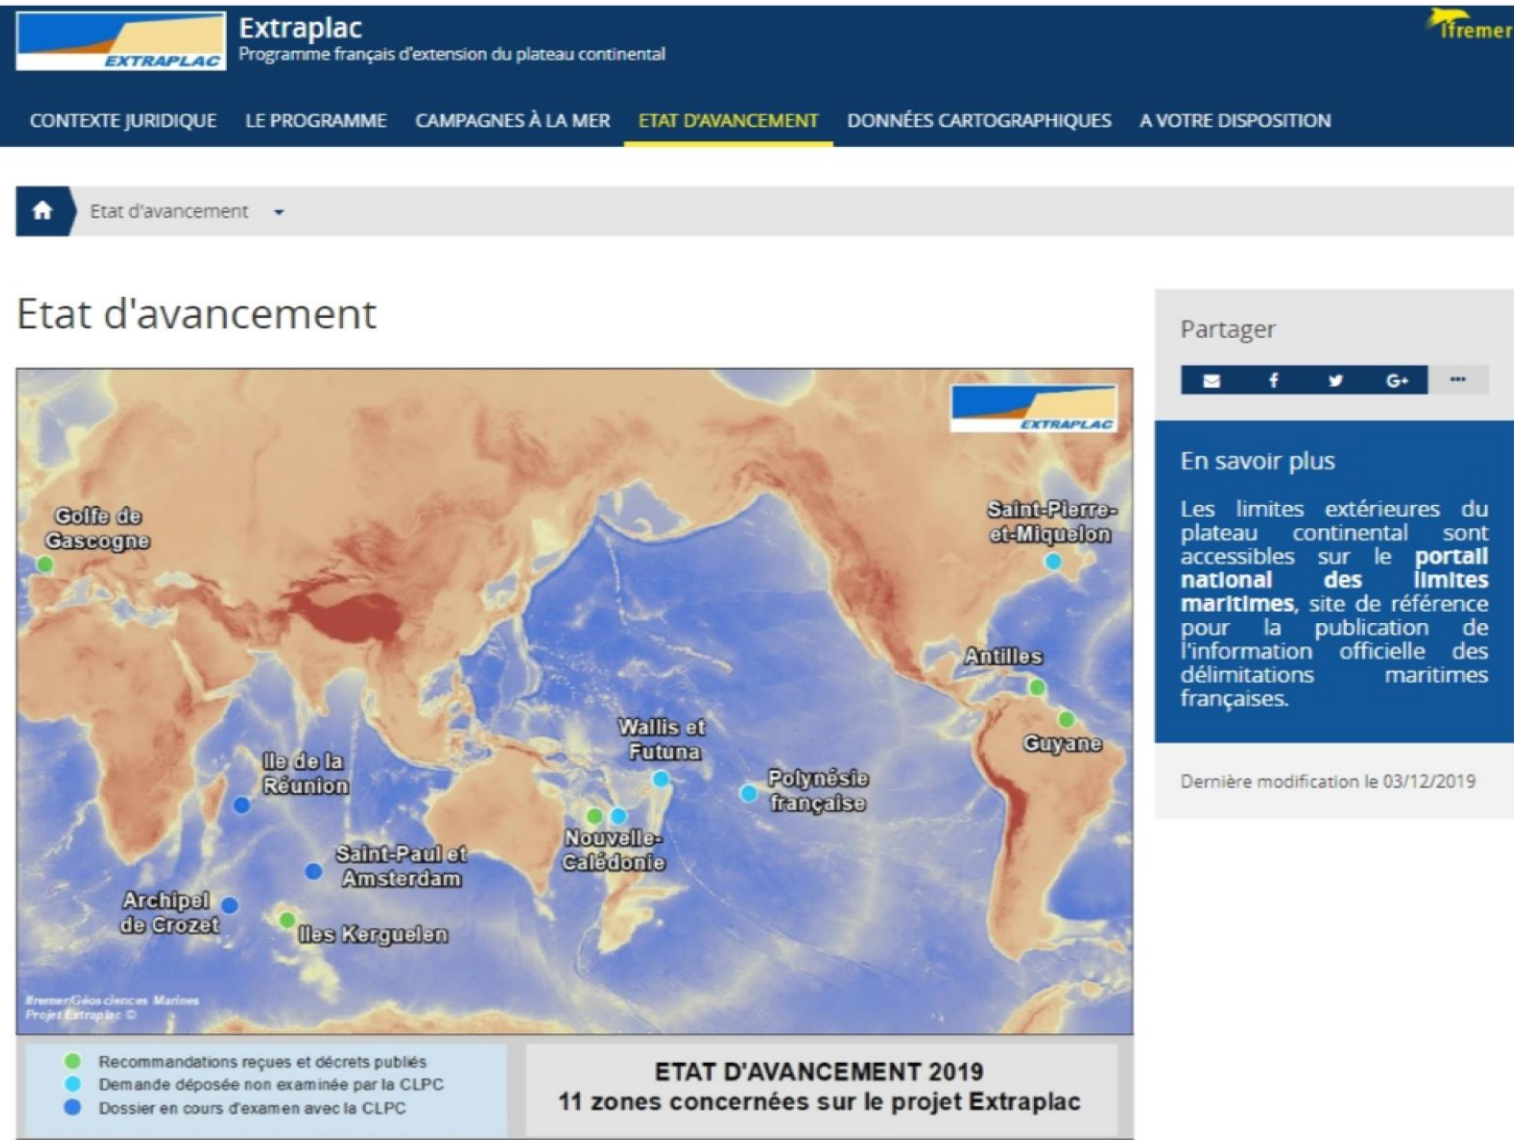 EXTRAPLAC
Extraplac
Programme français d'extension du plateau continental
ifremer
CONTEXTE JURIDIQUE LE PROGRAMME CAMPAGNES À LA MER ETAT D'AVANCEMENT DONNÉES CARTOGRAPHIQUES A VOTRE DISPOSITION
Etat d'avancement
Etat d'avancement
EXTRAPLAC
Golfe de
Gascogne
Saint-Pierre-
et-Miquelon
Antilles
Guyane
Wallis et
Futuna
Polynésie
française
Ile de la
Réunion
Nouvelle-
Calédonie
Saint-Paul et
Amsterdam
Archipel
de Crozet
Iles Kerguelen
Ifremer/Géosciences Marines
Projet Extraplac ©
Recommandations reçues et décrets publiés
Demande déposée non examinée par la CLPC
Dossier en cours d'examen avec la CLPC
ETAT D'AVANCEMENT 2019
11 zones concernées sur le projet Extraplac
Partager
f G+ ...
En savoir plus
Les limites extérieures du
plateau continental sont
accessibles sur le portail
national des limites
maritimes, site de référence
pour la publication de
l'information officielle des
délimitations maritimes
françaises.
Dernière modification le 03/12/2019